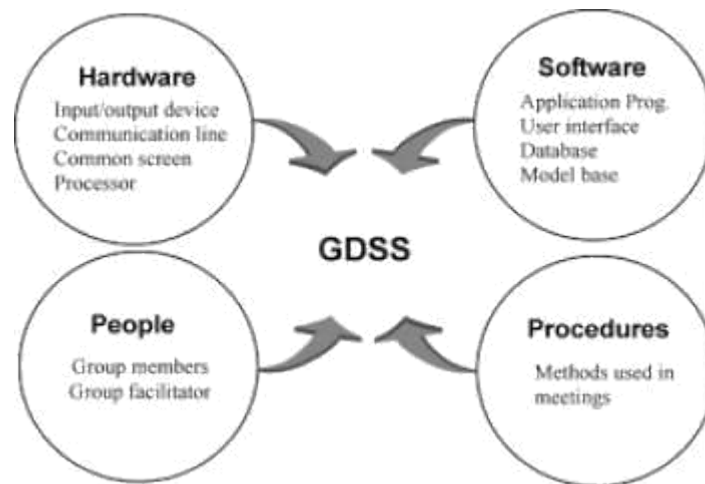 Hardware
Input/output device
Communication line
Common screen
Processor
Software
Application Prog.
User interface
Database
Model base
GDSS
People
Group members
Group facilitator
Procedures
Methods used in
meetings